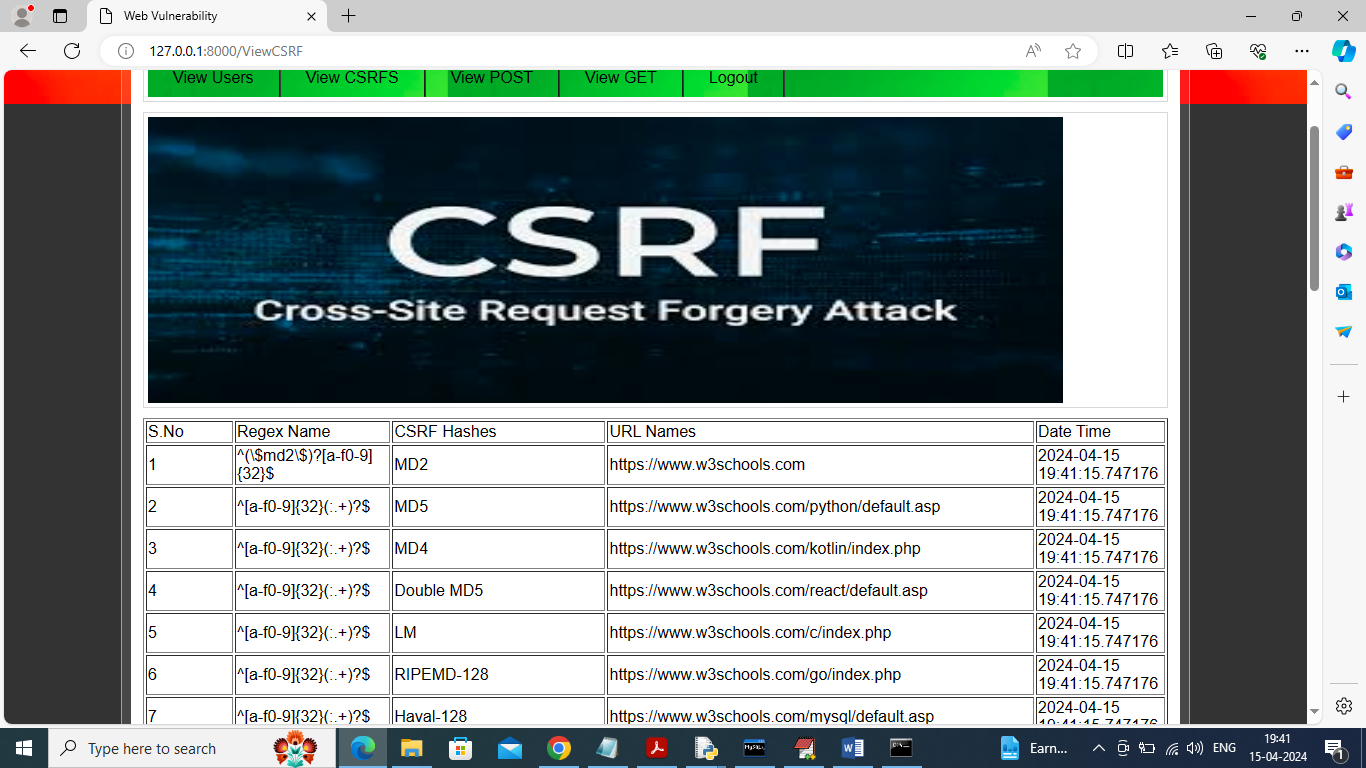 Web Vulnerability
127.0.0.1:8000/ViewCSRF
View Users View CSRFS View POST View GET Logout
CSRF
Cross-Site Request Forgery Attack
S.No Regex Name CSRF Hashes URL Names Date Time
1 ^(\$md2\$)?[a-f0-9]{32}$ MD2 https://www.w3schools.com 2024-04-15 19:41:15.747176
2 ^[a-f0-9]{32}(:.+)?$ MD5 https://www.w3schools.com/python/default.asp 2024-04-15 19:41:15.747176
3 ^[a-f0-9]{32}(:.+)?$ MD4 https://www.w3schools.com/kotlin/index.php 2024-04-15 19:41:15.747176
4 ^[a-f0-9]{32}(:.+)?$ Double MD5 https://www.w3schools.com/react/default.asp 2024-04-15 19:41:15.747176
5 ^[a-f0-9]{32}(:.+)?$ LM https://www.w3schools.com/c/index.php 2024-04-15 19:41:15.747176
6 ^[a-f0-9]{32}(:.+)?$ RIPEMD-128 https://www.w3schools.com/go/index.php 2024-04-15 19:41:15.747176
7 ^[a-f0-9]{32}(:.+)?$ Haval-128 https://www.w3schools.com/mysql/default.asp 2024-04-15 19:41:15.747176
Type here to search Earn... ENG 19:41
15-04-2024
1